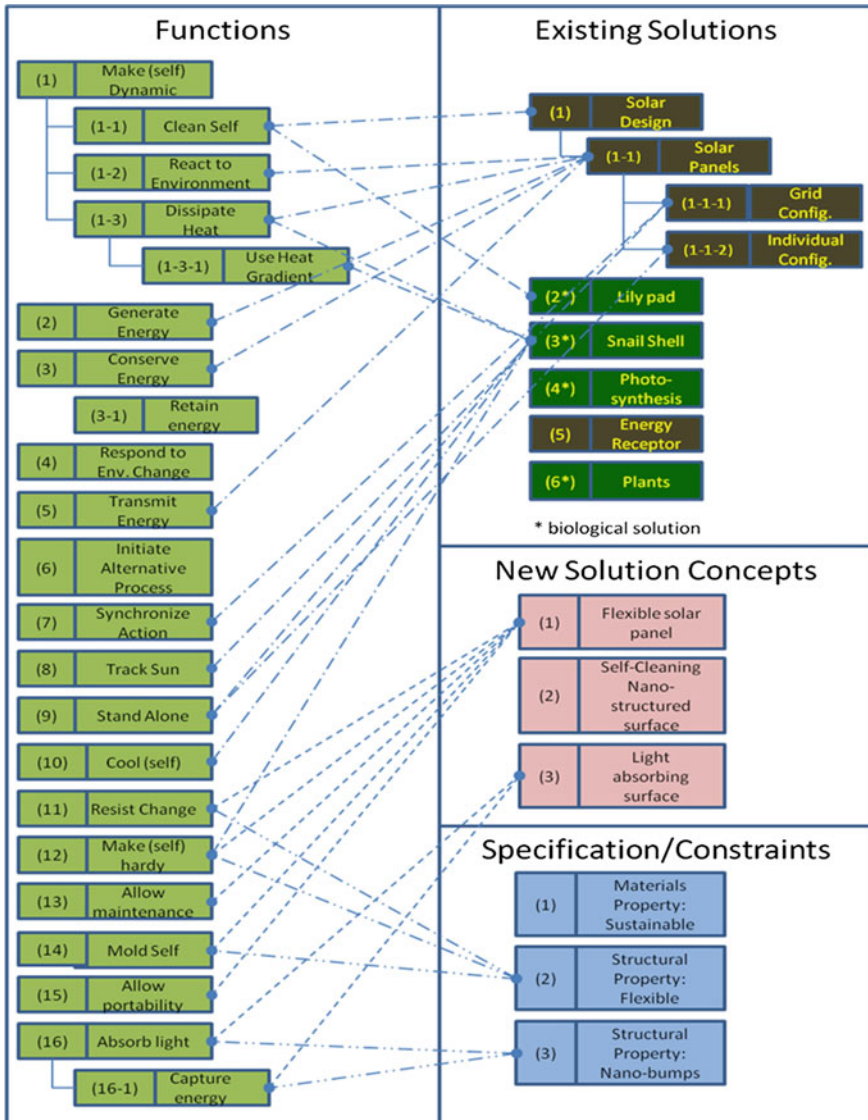 Functions
(1) Make (self)
Dynamic
(1-1) Clean Self
(1-2) React to
Environment
(1-3) Dissipate
Heat
(1-3-1) Use Heat
Gradient
(2) Generate
Energy
(3) Conserve
Energy
(3-1) Retain
energy
(4) Respond to
Env. Change
(5) Transmit
Energy
(6) Initiate
Alternative
Process
(7) Synchronize
Action
(8) Track Sun
(9) Stand Alone
(10) Cool (self)
(11) Resist Change
(12) Make (self)
hardy
(13) Allow
maintenance
(14) Mold Self
(15) Allow
portability
(16) Absorb light
(16-1) Capture
energy
Existing Solutions
(1) Solar
Design
(1-1) Solar
Panels
(1-1-1) Grid
Config.
(1-1-2) Individual
Config.
(2*) Lily pad
(3*) Snail Shell
(4*) Photo-
synthesis
(5) Energy
Receptor
(6*) Plants
* biological solution
New Solution Concepts
(1) Flexible solar
panel
(2) Self-Cleaning
Nano-
structured
surface
(3) Light
absorbing
surface
Specification/Constraints
(1) Materials
Property:
Sustainable
(2) Structural
Property:
Flexible
(3) Structural
Property:
Nano-bumps